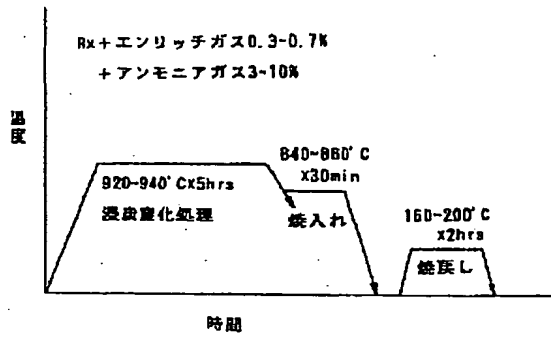 Rx+エンリッチガス0.3-0.7%
+アンモニアガス3-10%
温度
840-860°C
x30min
920-940°Cx5hrs
浸炭窒化処理
焼入れ
160-200°C
x2hrs
焼戻し
時間